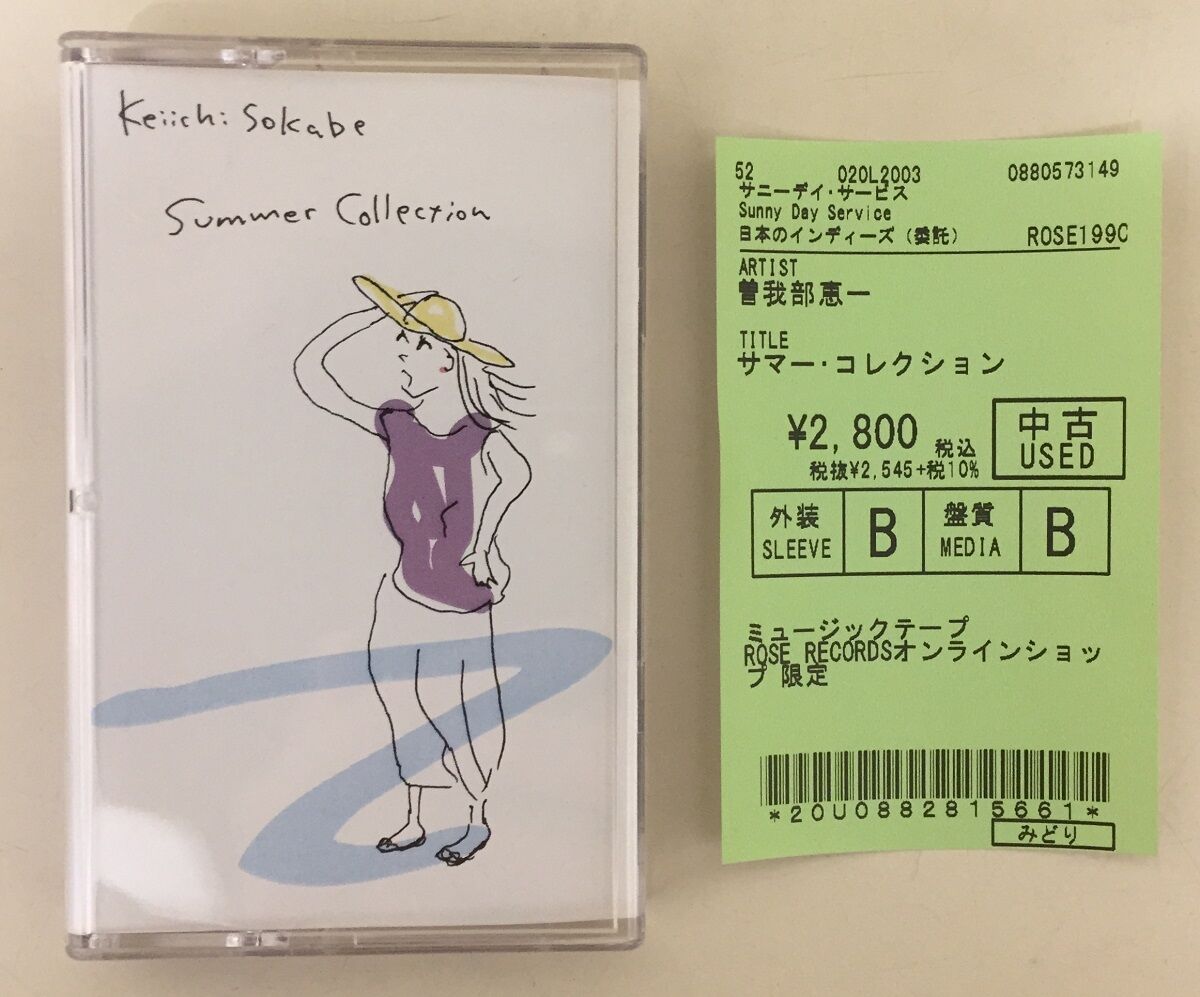 Keiichi Sokabe
Summer Collection
52 020L2003 0880573149
サニーデイ・サービス
Sunny Day Service
日本のインディーズ (委託) ROSE199C
ARTIST
曽我部恵一
TITLE
サマー・コレクション
¥2,800 税込
税抜¥2,545+税10%
中古
USED
外装
SLEEVE
B
盤質
MEDIA
B
ミュージックテープ
ROSE RECORDSオンラインショッ
プ 限定
*20U0882815661*
みどり